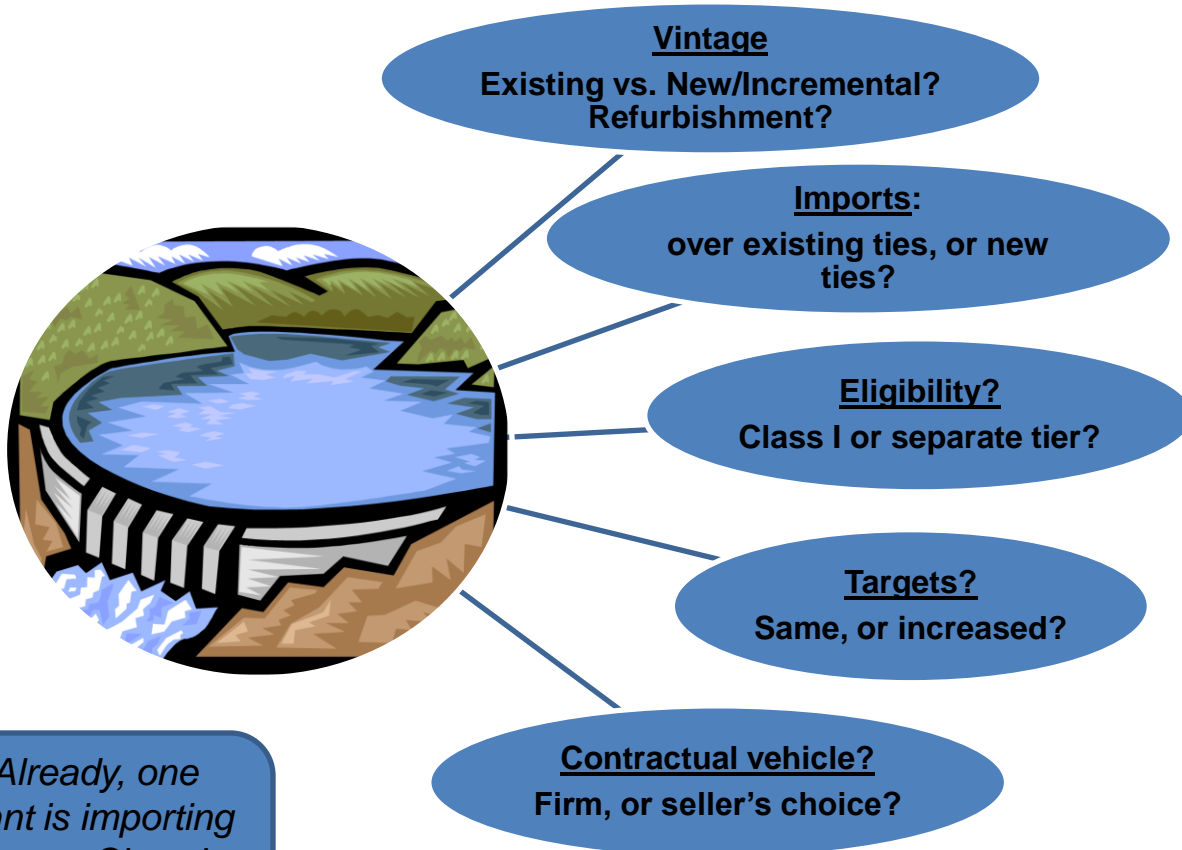 Vintage
Existing vs. New/Incremental?
Refurbishment?
Imports:
over existing ties, or new
ties?
Eligibility?
Class I or separate tier?
Targets?
Same, or increased?
Contractual vehicle?
Firm, or seller's choice?
Already, one
is importing